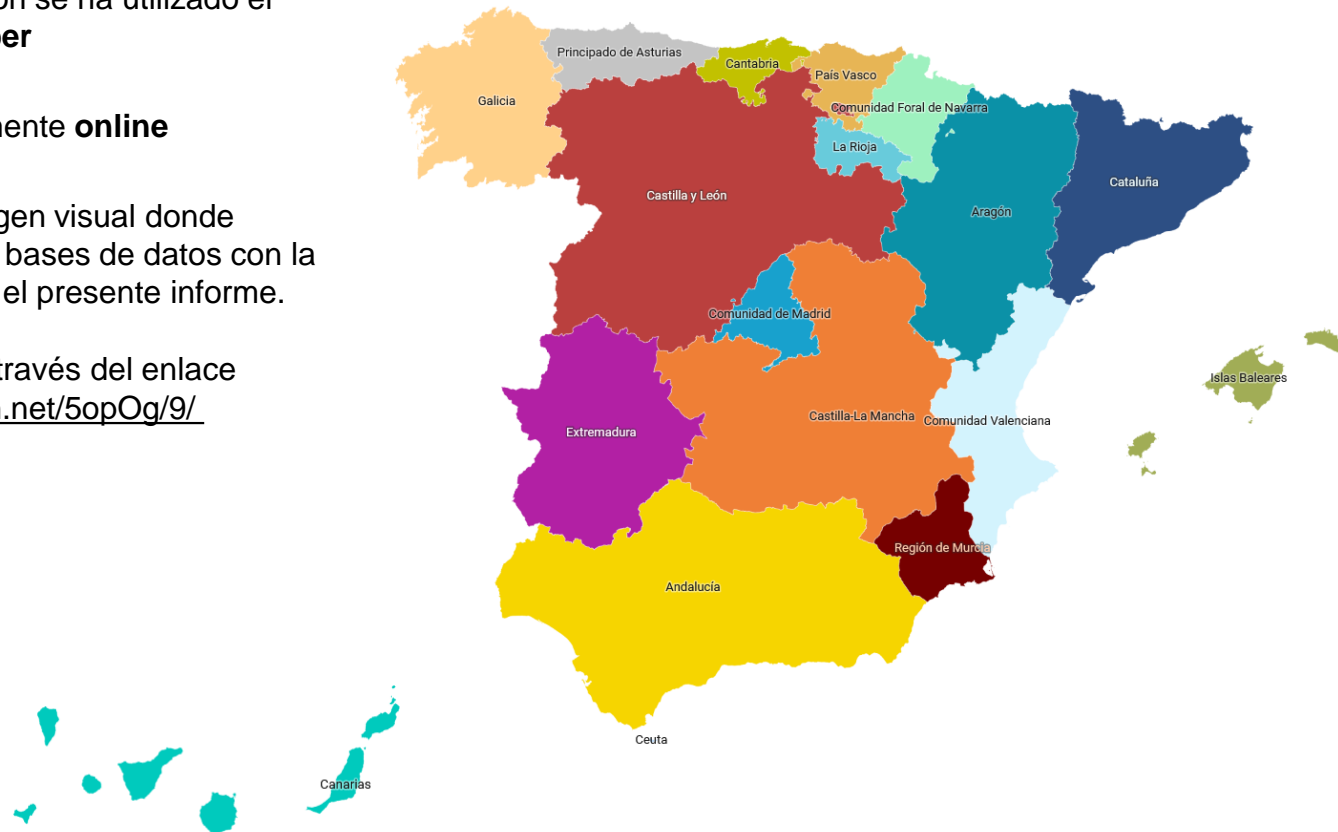 ón se ha utilizado el
per
mente online
gen visual donde
bases de datos con la
el presente informe.
través del enlace
.net/5opOg/9/
Principado de Asturias
Cantabria
País Vasco
Galicia
Comunidad Foral de Navarra
La Rioja
Cataluña
Castilla y León
Aragón
Comunidad de Madrid
Islas Baleares
Castilla-La Mancha
Comunidad Valenciana
Extremadura
Región de Murcia
Andalucía
Ceuta
Canarias